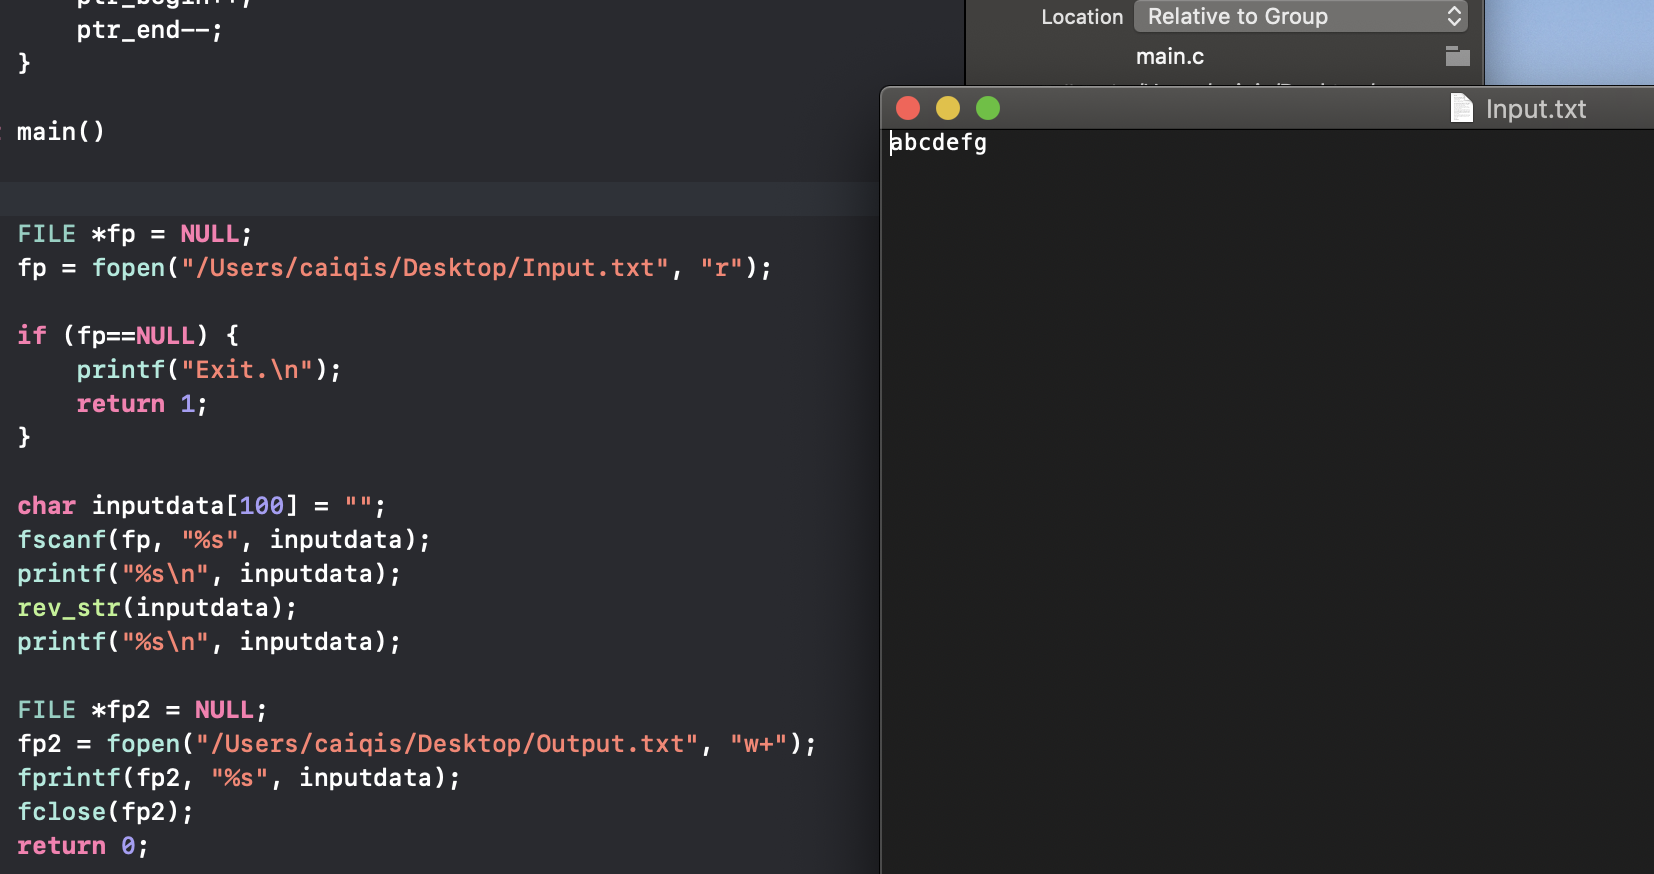 ptr_begin++;
ptr_end--;
}
main()
FILE *fp = NULL;
fp = fopen("/Users/caiqis/Desktop/Input.txt", "r");
if (fp==NULL) {
printf("Exit.\n");
return 1;
}
char inputdata[100] = "";
fscanf(fp, "%s", inputdata);
printf("%s\n", inputdata);
rev_str(inputdata);
printf("%s\n", inputdata);
FILE *fp2 = NULL;
fp2 = fopen("/Users/caiqis/Desktop/Output.txt", "w+");
fprintf(fp2, "%s", inputdata);
fclose(fp2);
return 0;
Location Relative to Group
main.c
Input.txt
abcdefg